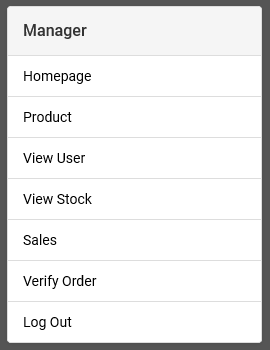 Manager
Homepage
Product
View User
View Stock
Sales
Verify Order
Log Out